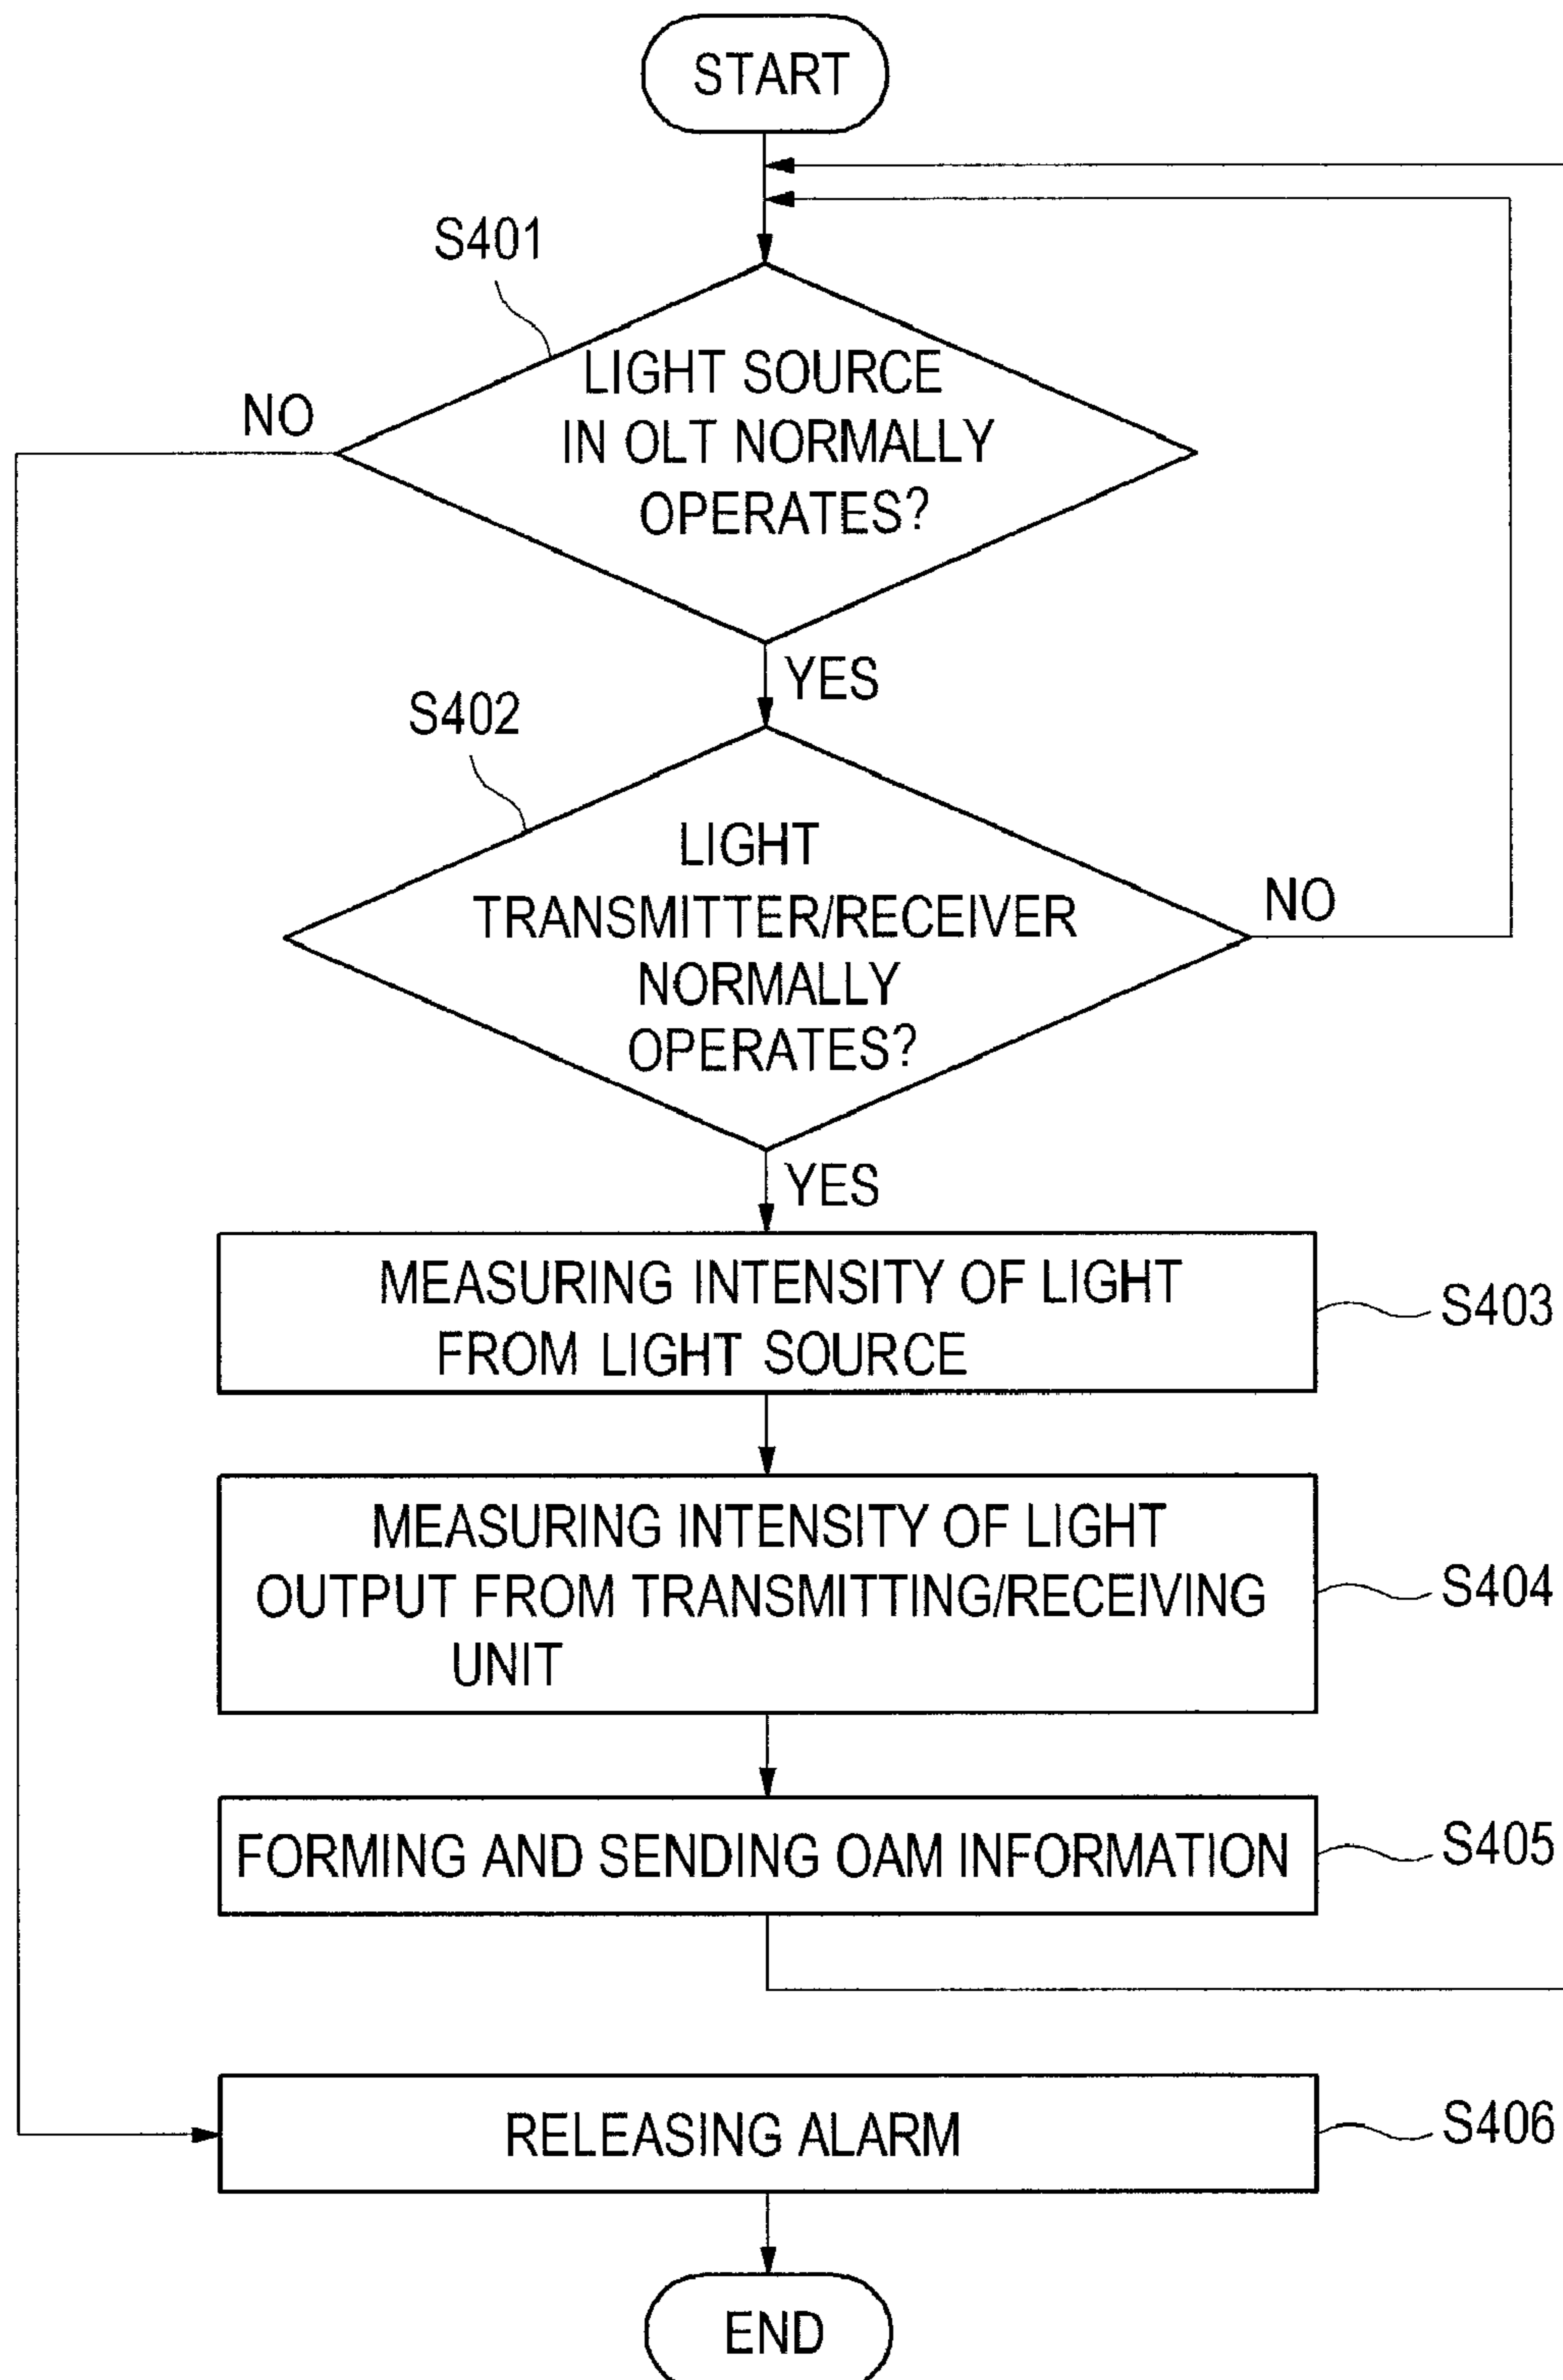 START
S401
LIGHT SOURCE
IN OLT NORMALLY
OPERATES?
NO
YES
S402
LIGHT
TRANSMITTER/RECEIVER
NORMALLY
OPERATES?
NO
YES
MEASURING INTENSITY OF LIGHT
FROM LIGHT SOURCE
S403
MEASURING INTENSITY OF LIGHT
OUTPUT FROM TRANSMITTING/RECEIVING
UNIT
S404
FORMING AND SENDING OAM INFORMATION
S405
RELEASING ALARM
S406
END